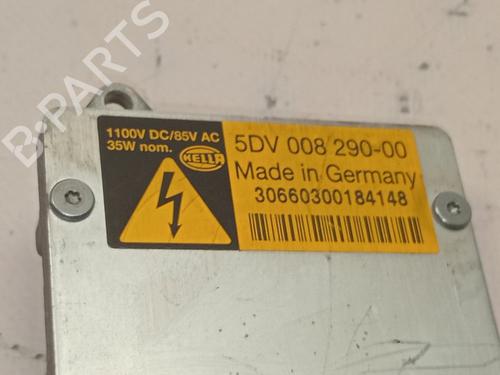 1100V DC/85V AC
35W nom.
HELLA
5DV 008 290-00
Made in Germany
30660300184148
B-PARTS